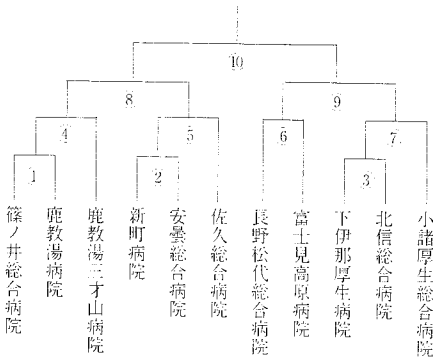 10
8
9
4
5
6
7
1
2
3
篠ノ井総合病院
鹿教湯病院
鹿教湯三才山病院
新町病院
安曇総合病院
佐久総合病院
長野松代総合病院
富士見高原病院
下伊那厚生病院
北信総合病院
小諸厚生総合病院